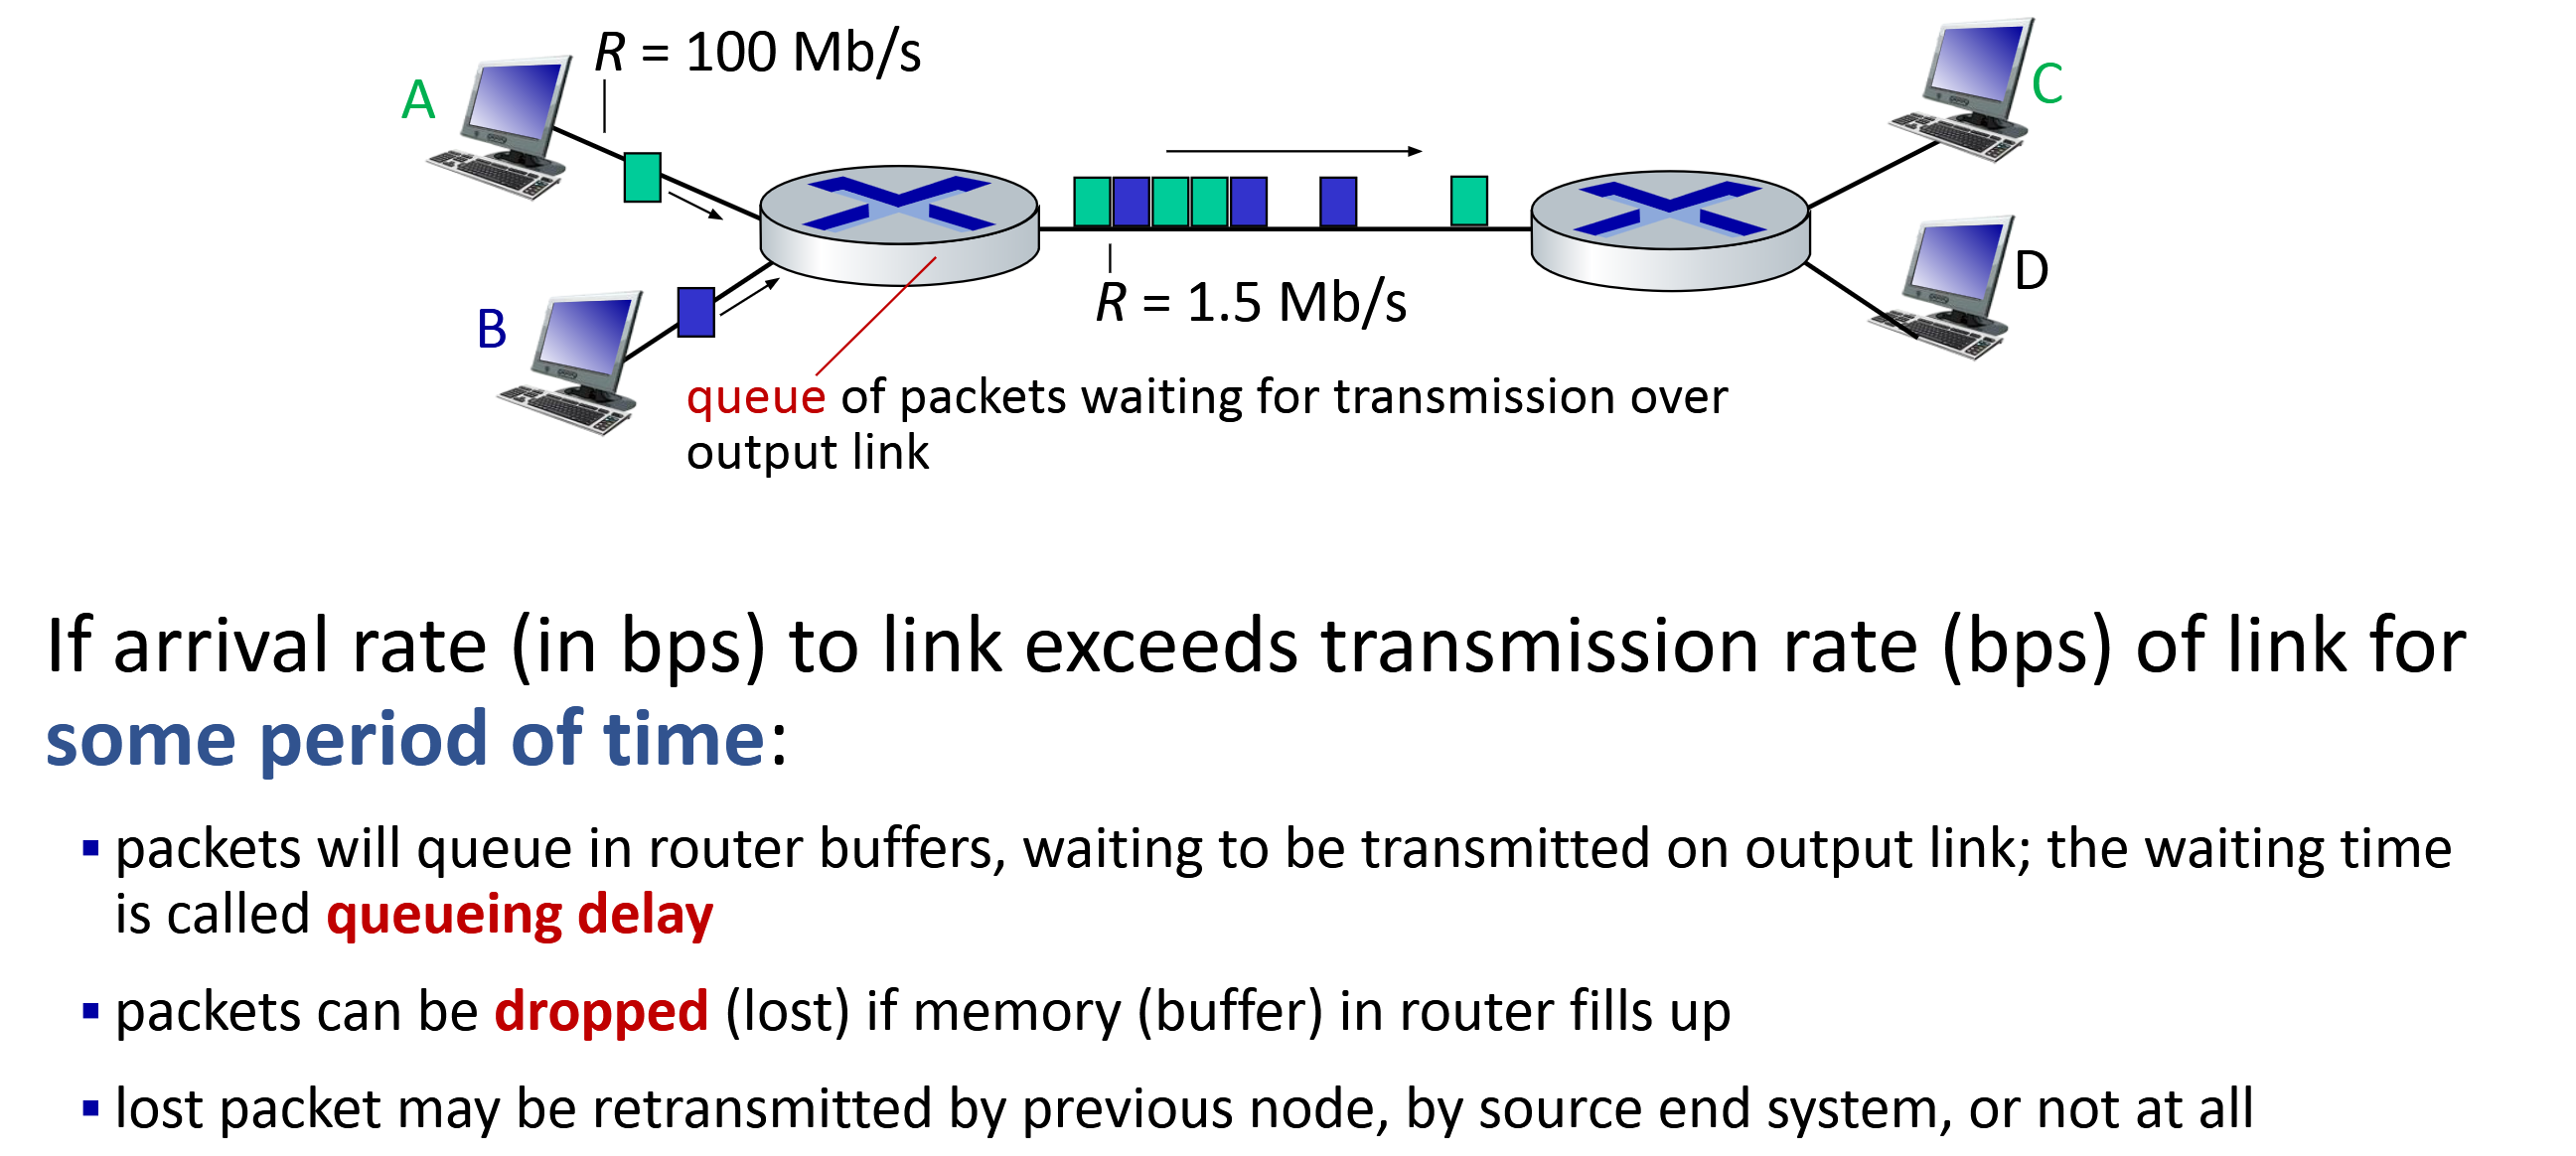 R = 100 Mb/s
A
C
B
D
R = 1.5 Mb/s
queue of packets waiting for transmission over
output link
If arrival rate (in bps) to link exceeds transmission rate (bps) of link for
some period of time:
▪ packets will queue in router buffers, waiting to be transmitted on output link; the waiting time
is called queueing delay
▪ packets can be dropped (lost) if memory (buffer) in router fills up
▪ lost packet may be retransmitted by previous node, by source end system, or not at all